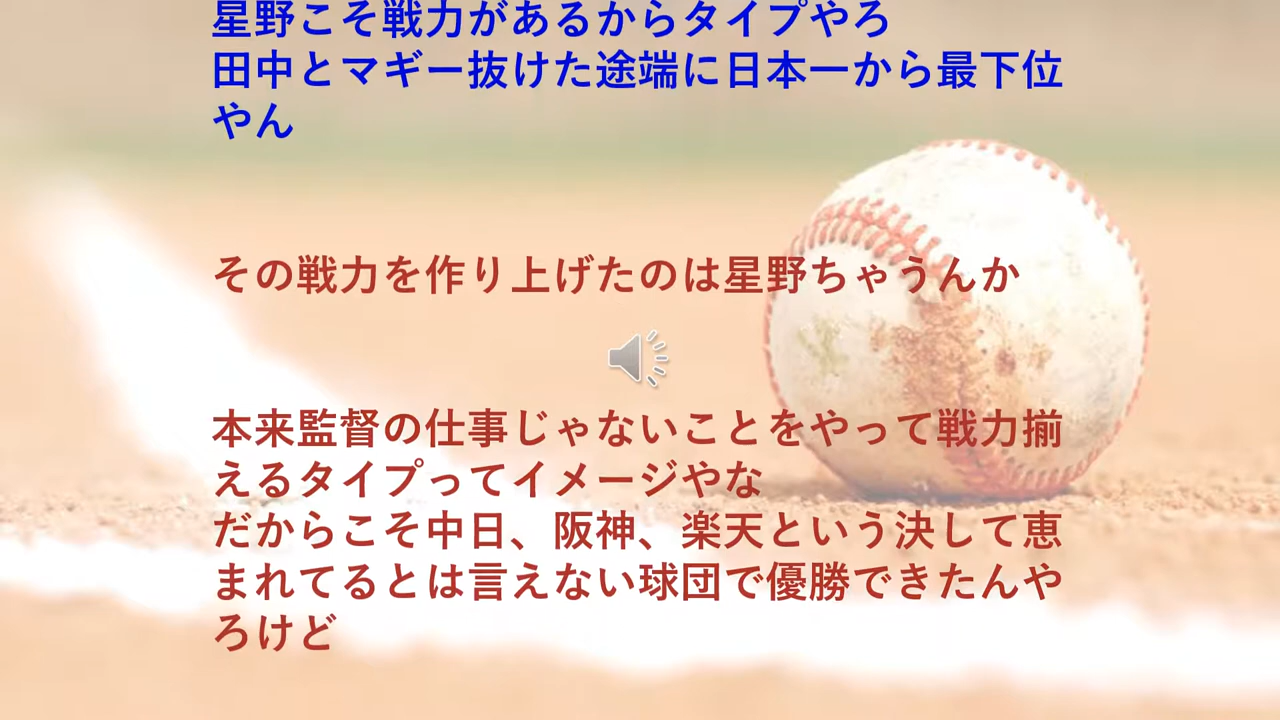 星野こそ戦力があるからタイプやろ
田中とマギー抜けた途端に日本一から最下位
やん
その戦力を作り上げたのは星野ちゃうんか
本来監督の仕事じゃないことをやって戦力揃
えるタイプってイメージやな
だからこそ中日、阪神、楽天という決して恵
まれてるとは言えない球団で優勝できたんや
ろけど